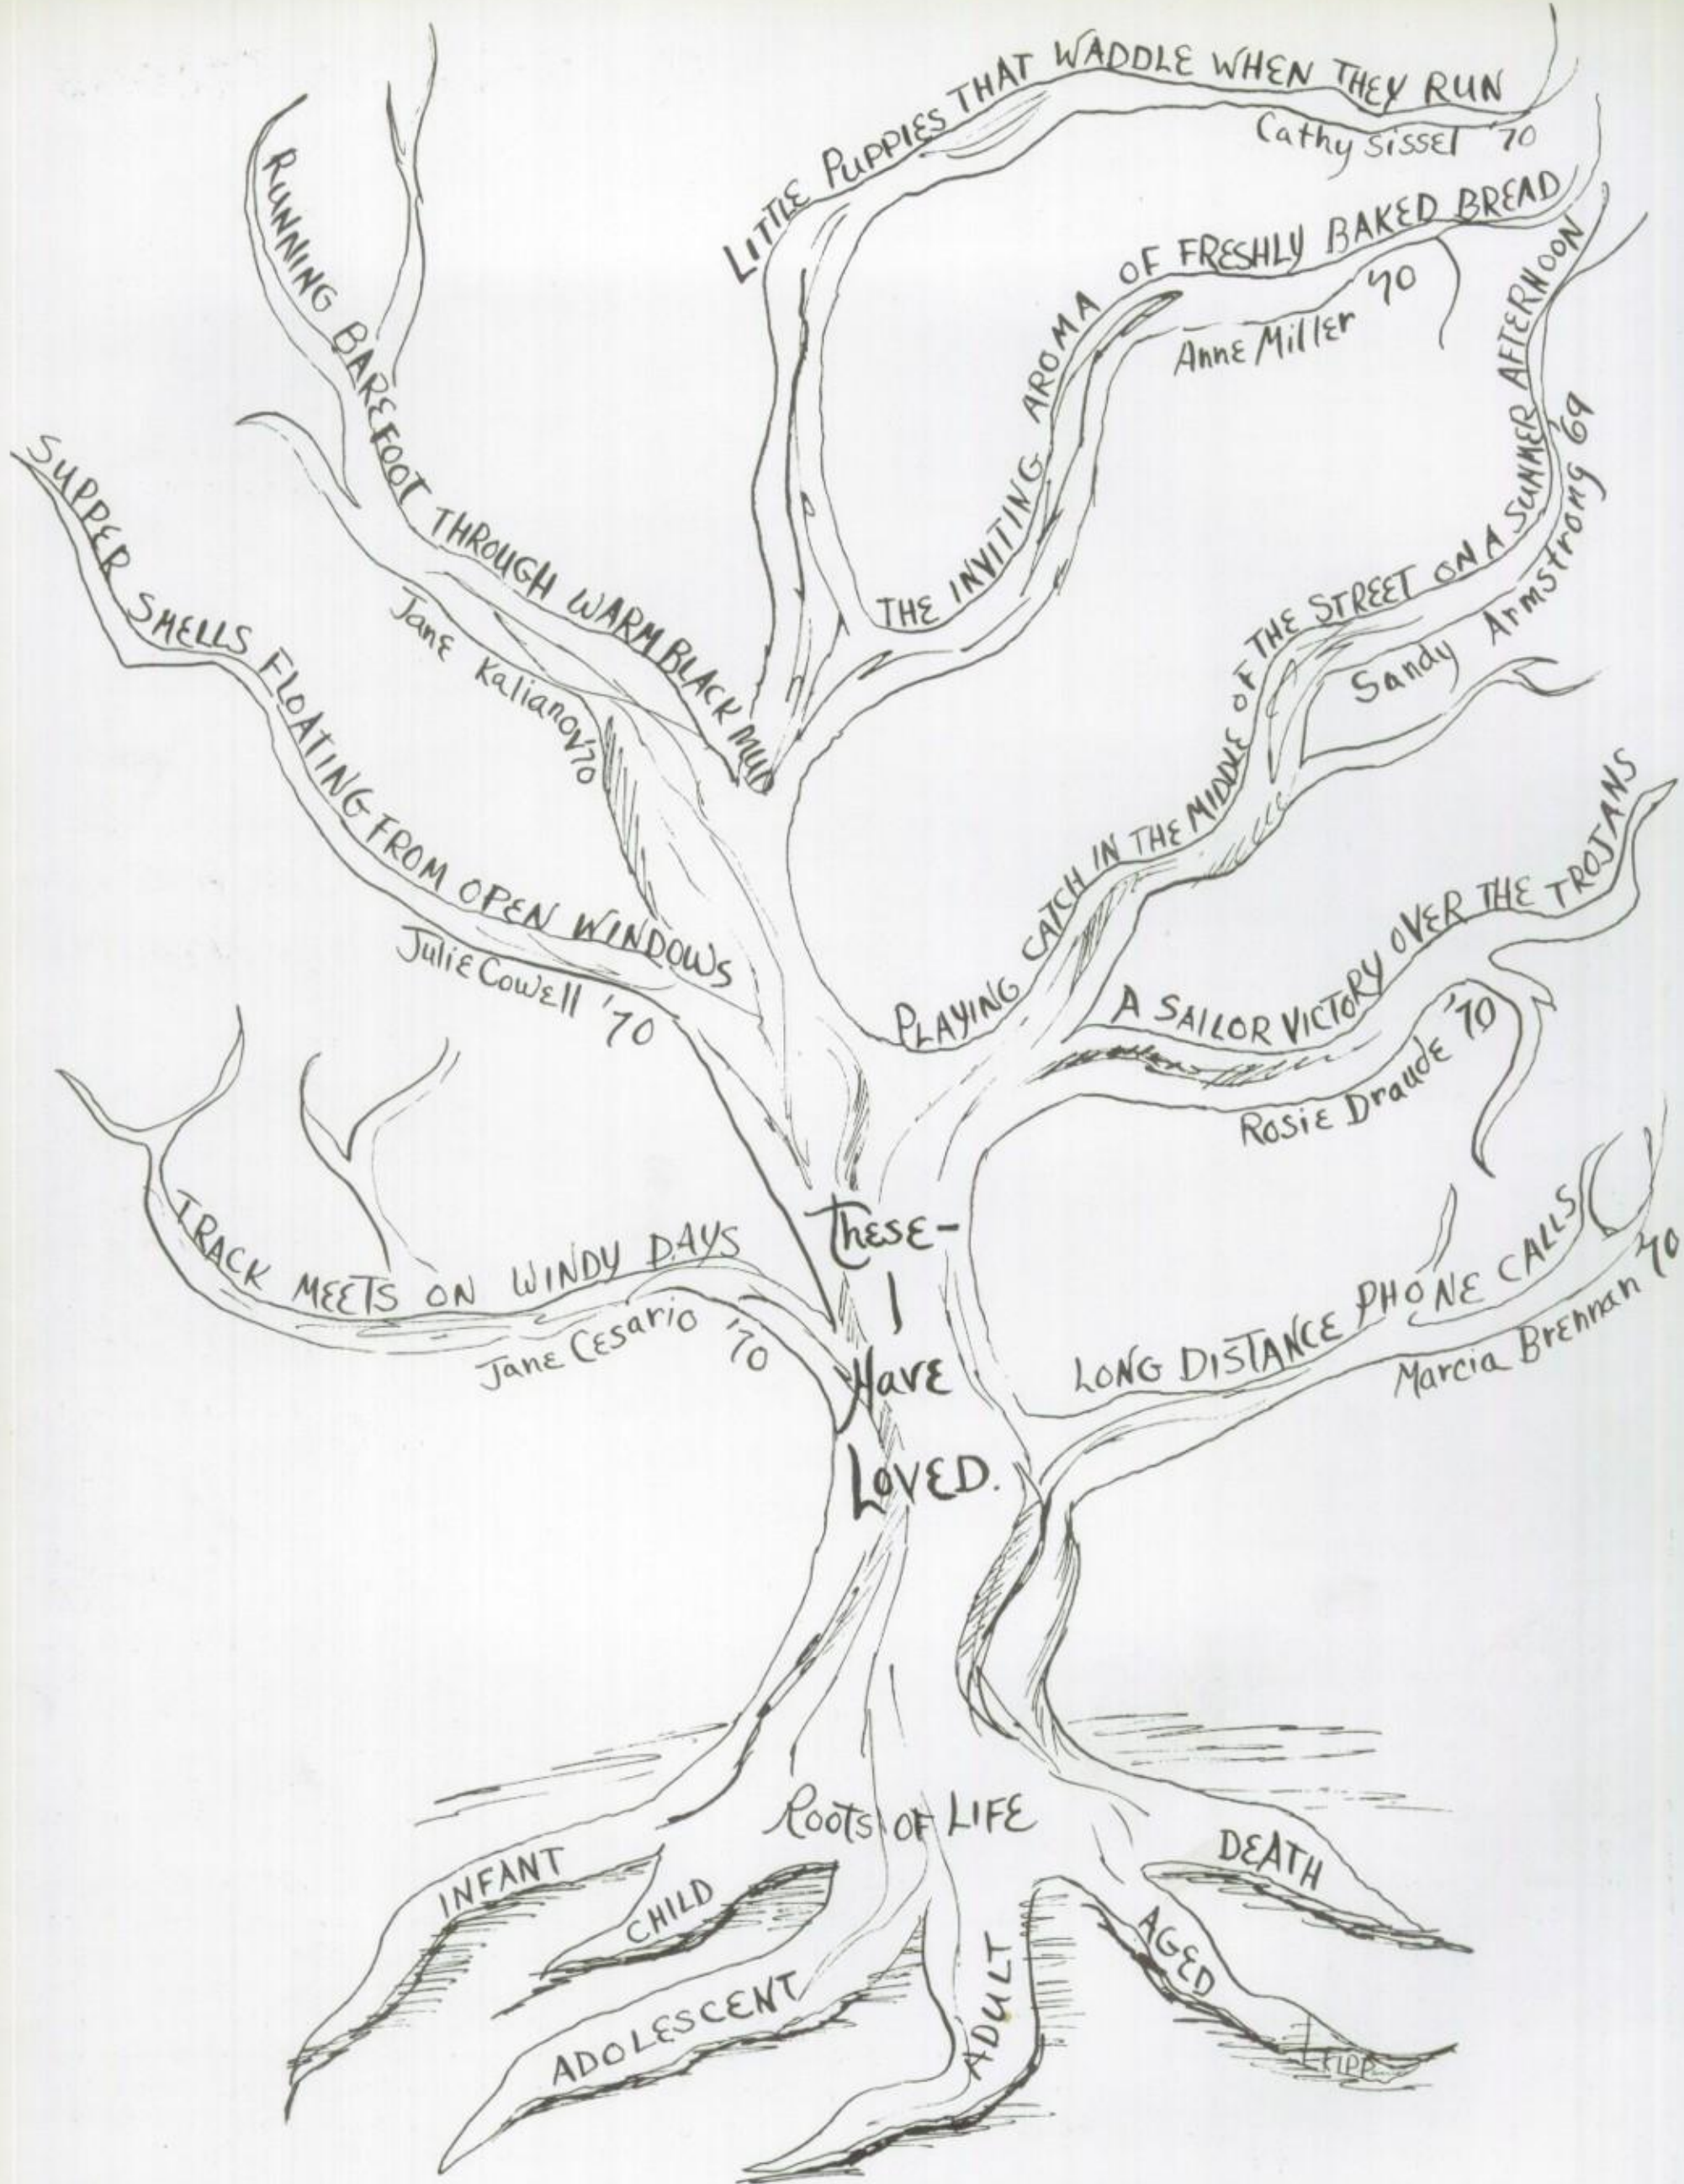 LITTLE PUPPIES THAT WADDLE WHEN THEY RUN
Cathy Sissel '70
THE INVITING AROMA OF FRESHLY BAKED BREAD
Anne Miller '70
RUNNING BAREFOOT THROUGH WARM BLACK MUD
Jane Kalianov '70
PLAYING CATCH IN THE MIDDLE OF THE STREET ON A SUMMER AFTERNOON
Sandy Armstrong '69
SUPPER SMELLS FLOATING FROM OPEN WINDOWS
Julie Cowell '70
A SAILOR VICTORY OVER THE TROJANS
Rosie Draude '70
TRACK MEETS ON WINDY DAYS
Jane Cesario '70
LONG DISTANCE PHONE CALLS
Marcia Brennan '70
These-
I
Have
LOVED.
Roots OF LIFE
INFANT
CHILD
ADOLESCENT
ADULT
AGED
DEATH